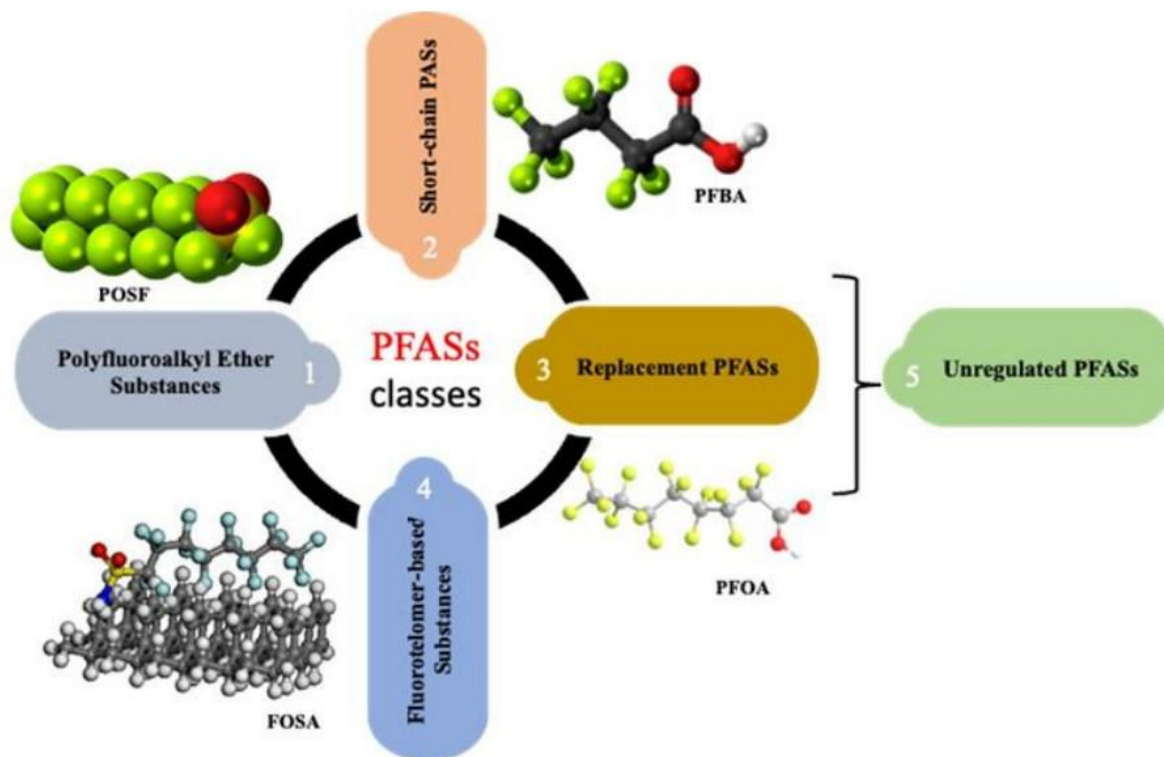 Short-chain PASs
2
PFBA
POSF
Polyfluoroalkyl Ether
Substances
1
PFASs
classes
3
Replacement PFASs
5
Unregulated PFASs
4
Fluorotelomer-based
Substances
PFOA
FOSA